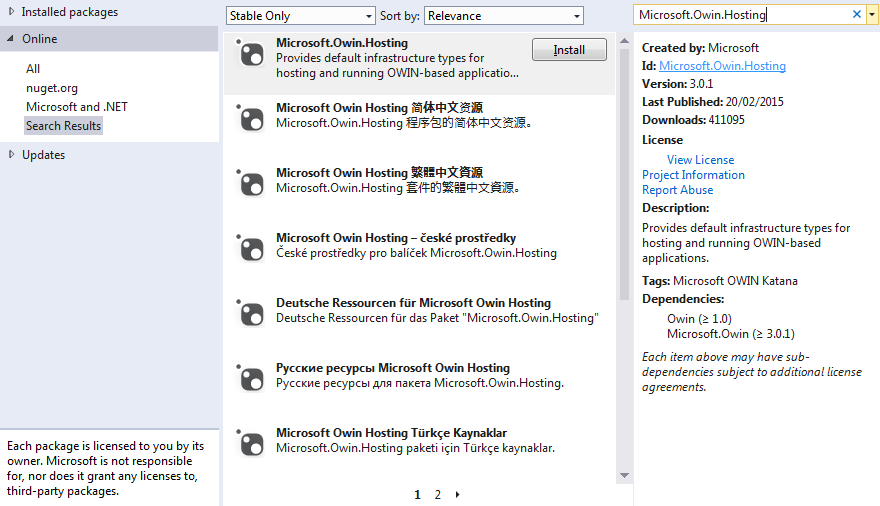 Installed packages
Online
All
nuget.org
Microsoft and .NET
Search Results
Updates
Each package is licensed to you by its
owner. Microsoft is not responsible
for, nor does it grant any licenses to,
third-party packages.
Stable Only
Sort by:
Relevance
Microsoft.Owin.Hosting
Provides default infrastructure types for
hosting and running OWIN-based applicatio...
Install
Microsoft Owin Hosting 简体中文资源
Microsoft.Owin.Hosting 程序包的简体中文资源。
Microsoft Owin Hosting 繁體中文資源
Microsoft.Owin.Hosting 套件的繁體中文資源。
Microsoft Owin Hosting – české prostředky
České prostředky pro balíček Microsoft.Owin.Hosting
Deutsche Ressourcen für Microsoft Owin Hosting
Deutsche Ressourcen für das Paket "Microsoft.Owin.Hosting"
Русские ресурсы Microsoft Owin Hosting
Русские ресурсы для пакета Microsoft.Owin.Hosting.
Microsoft Owin Hosting Türkçe Kaynaklar
Microsoft.Owin.Hosting paketi için Türkçe kaynaklar.
1 2
Microsoft.Owin.Hosting
Created by: Microsoft
Id: Microsoft.Owin.Hosting
Version: 3.0.1
Last Published: 20/02/2015
Downloads: 411095
License
View License
Project Information
Report Abuse
Description:
Provides default infrastructure types for
hosting and running OWIN-based
applications.
Tags: Microsoft OWIN Katana
Dependencies:
Owin (≥ 1.0)
Microsoft.Owin (≥ 3.0.1)
Each item above may have sub-
dependencies subject to additional license
agreements.